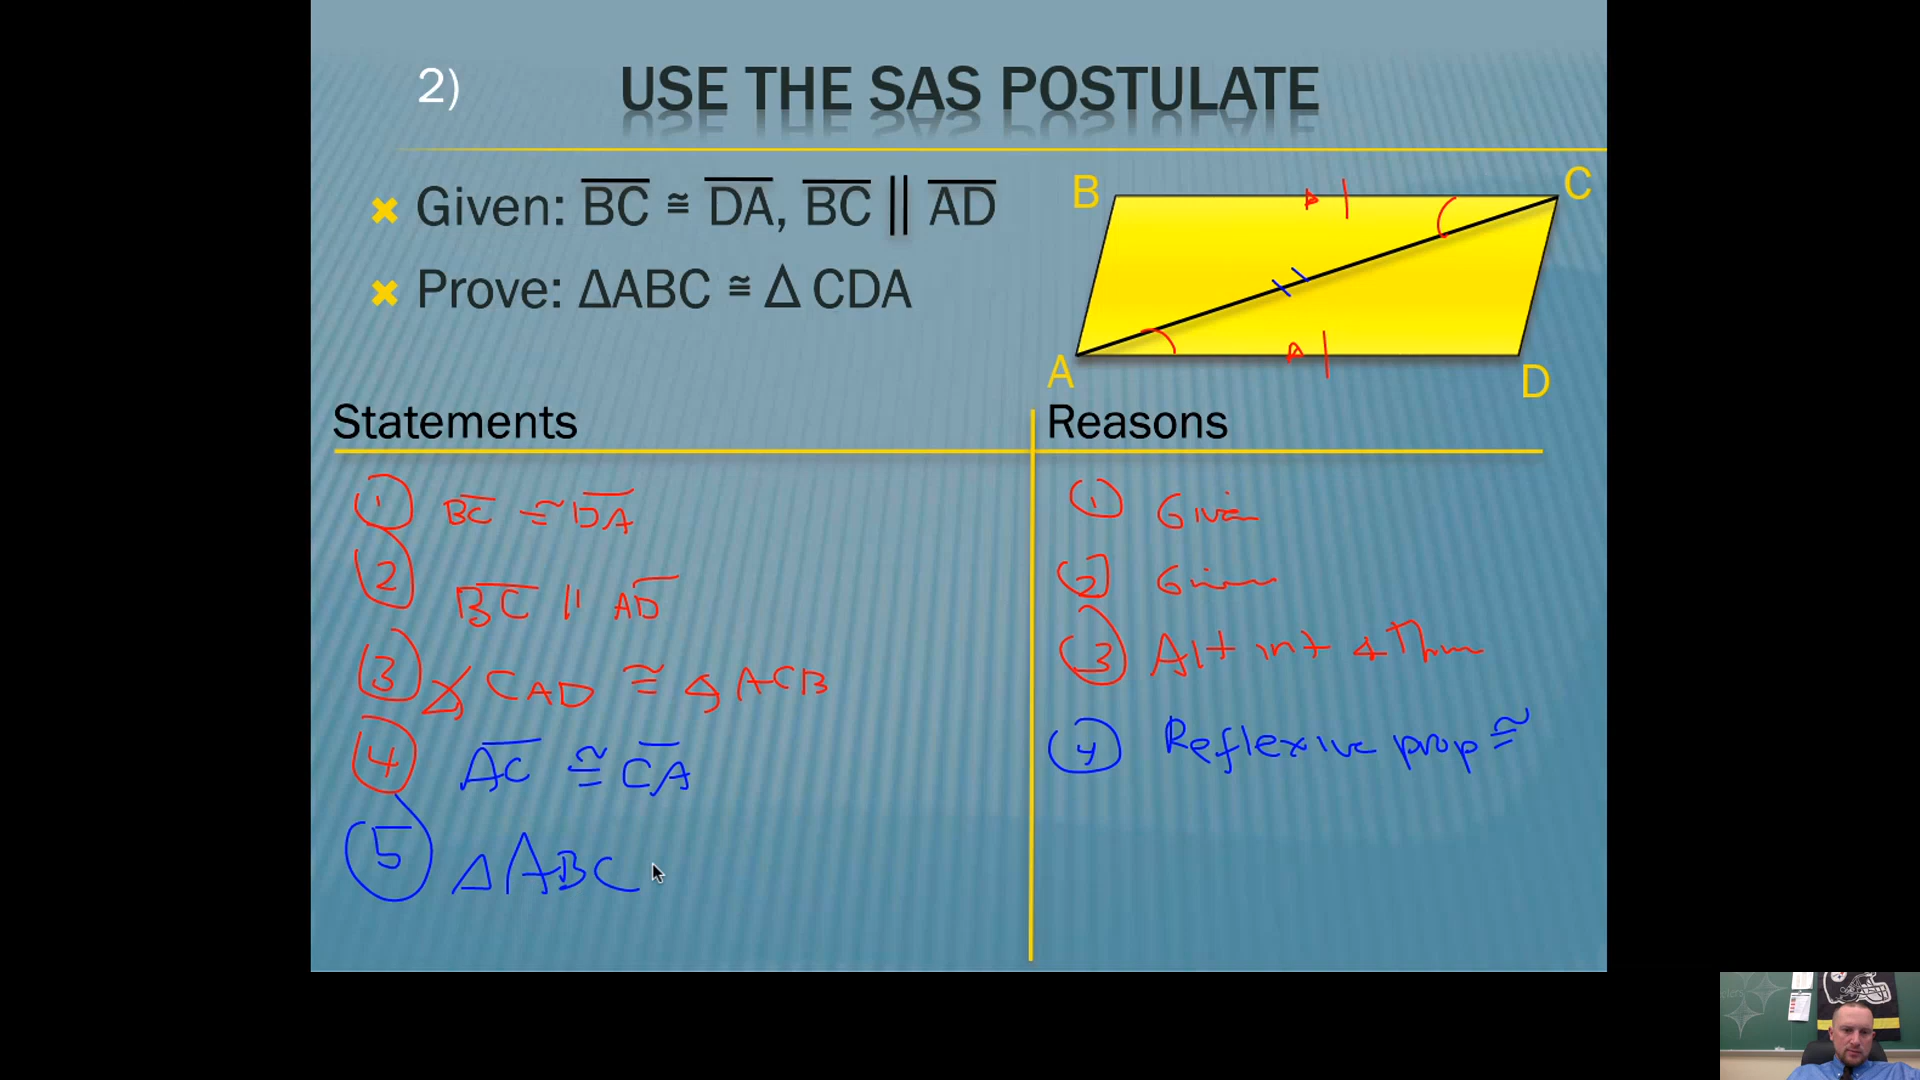 2) USE THE SAS POSTULATE
Given: BC ≅ DA, BC || AD
Prove: ΔABC ≅ Δ CDA
B
C
A
D
Statements
Reasons
① BC ≅ DA
① Given
② BC || AD
② Given
③ ∡ CAD ≅ ∡ ACB
③ Alt int ∡ Thm
④ AC ≅ CA
④ Reflexive prop ≅
⑤ Δ ABC